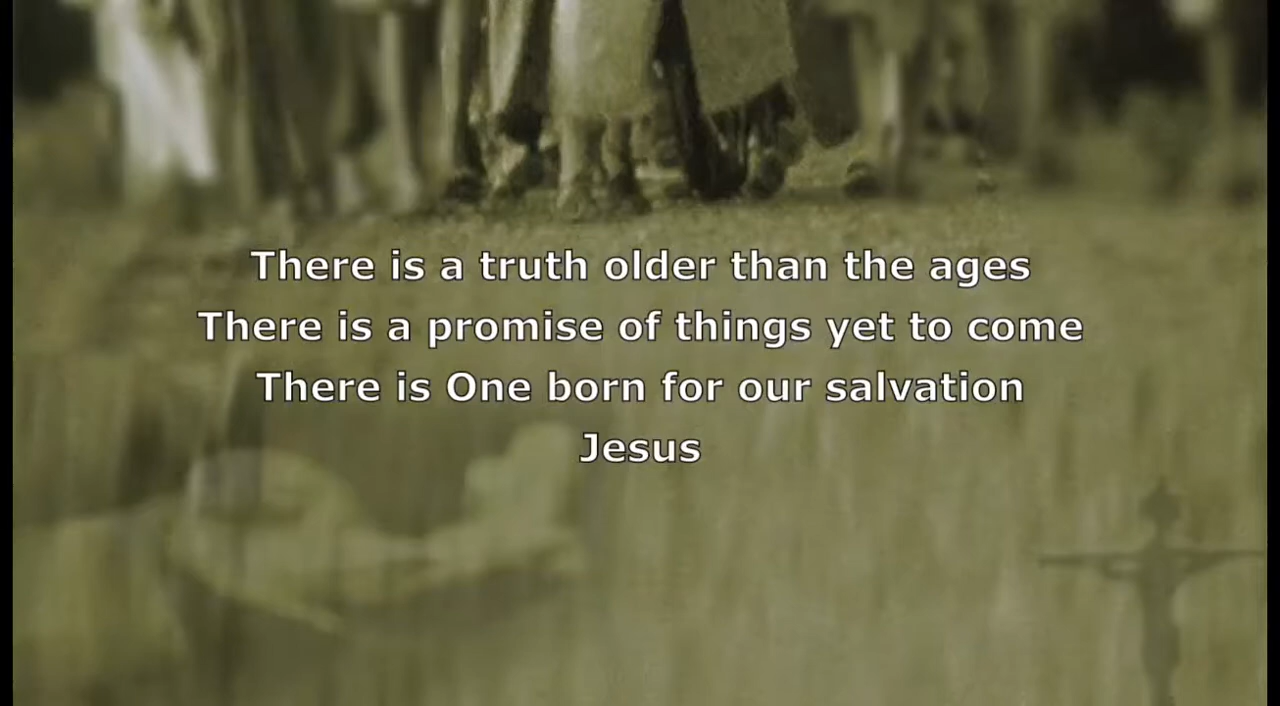 There is a truth older than the ages
There is a promise of things yet to come
There is One born for our salvation
Jesus